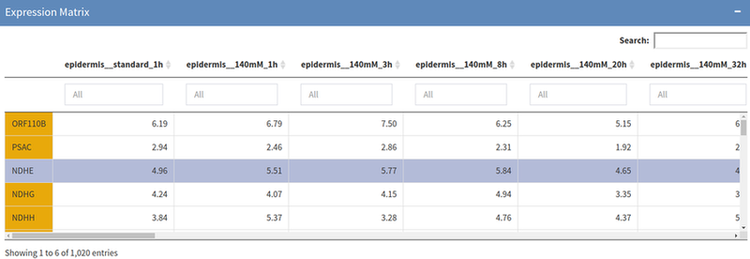 Expression Matrix
Search:
epidermis__standard_1h epidermis__140mM_1h epidermis__140mM_3h epidermis__140mM_8h epidermis__140mM_20h epidermis__140mM_32h
All All All All All All
ORF110B 6.19 6.79 7.50 6.25 5.15 6
PSAC 2.94 2.46 2.86 2.31 1.92 2
NDHE 4.96 5.51 5.77 5.84 4.65 4
NDHG 4.24 4.07 4.15 4.94 3.35 3
NDHH 3.84 5.37 3.28 4.76 4.37 5
Showing 1 to 6 of 1,020 entries